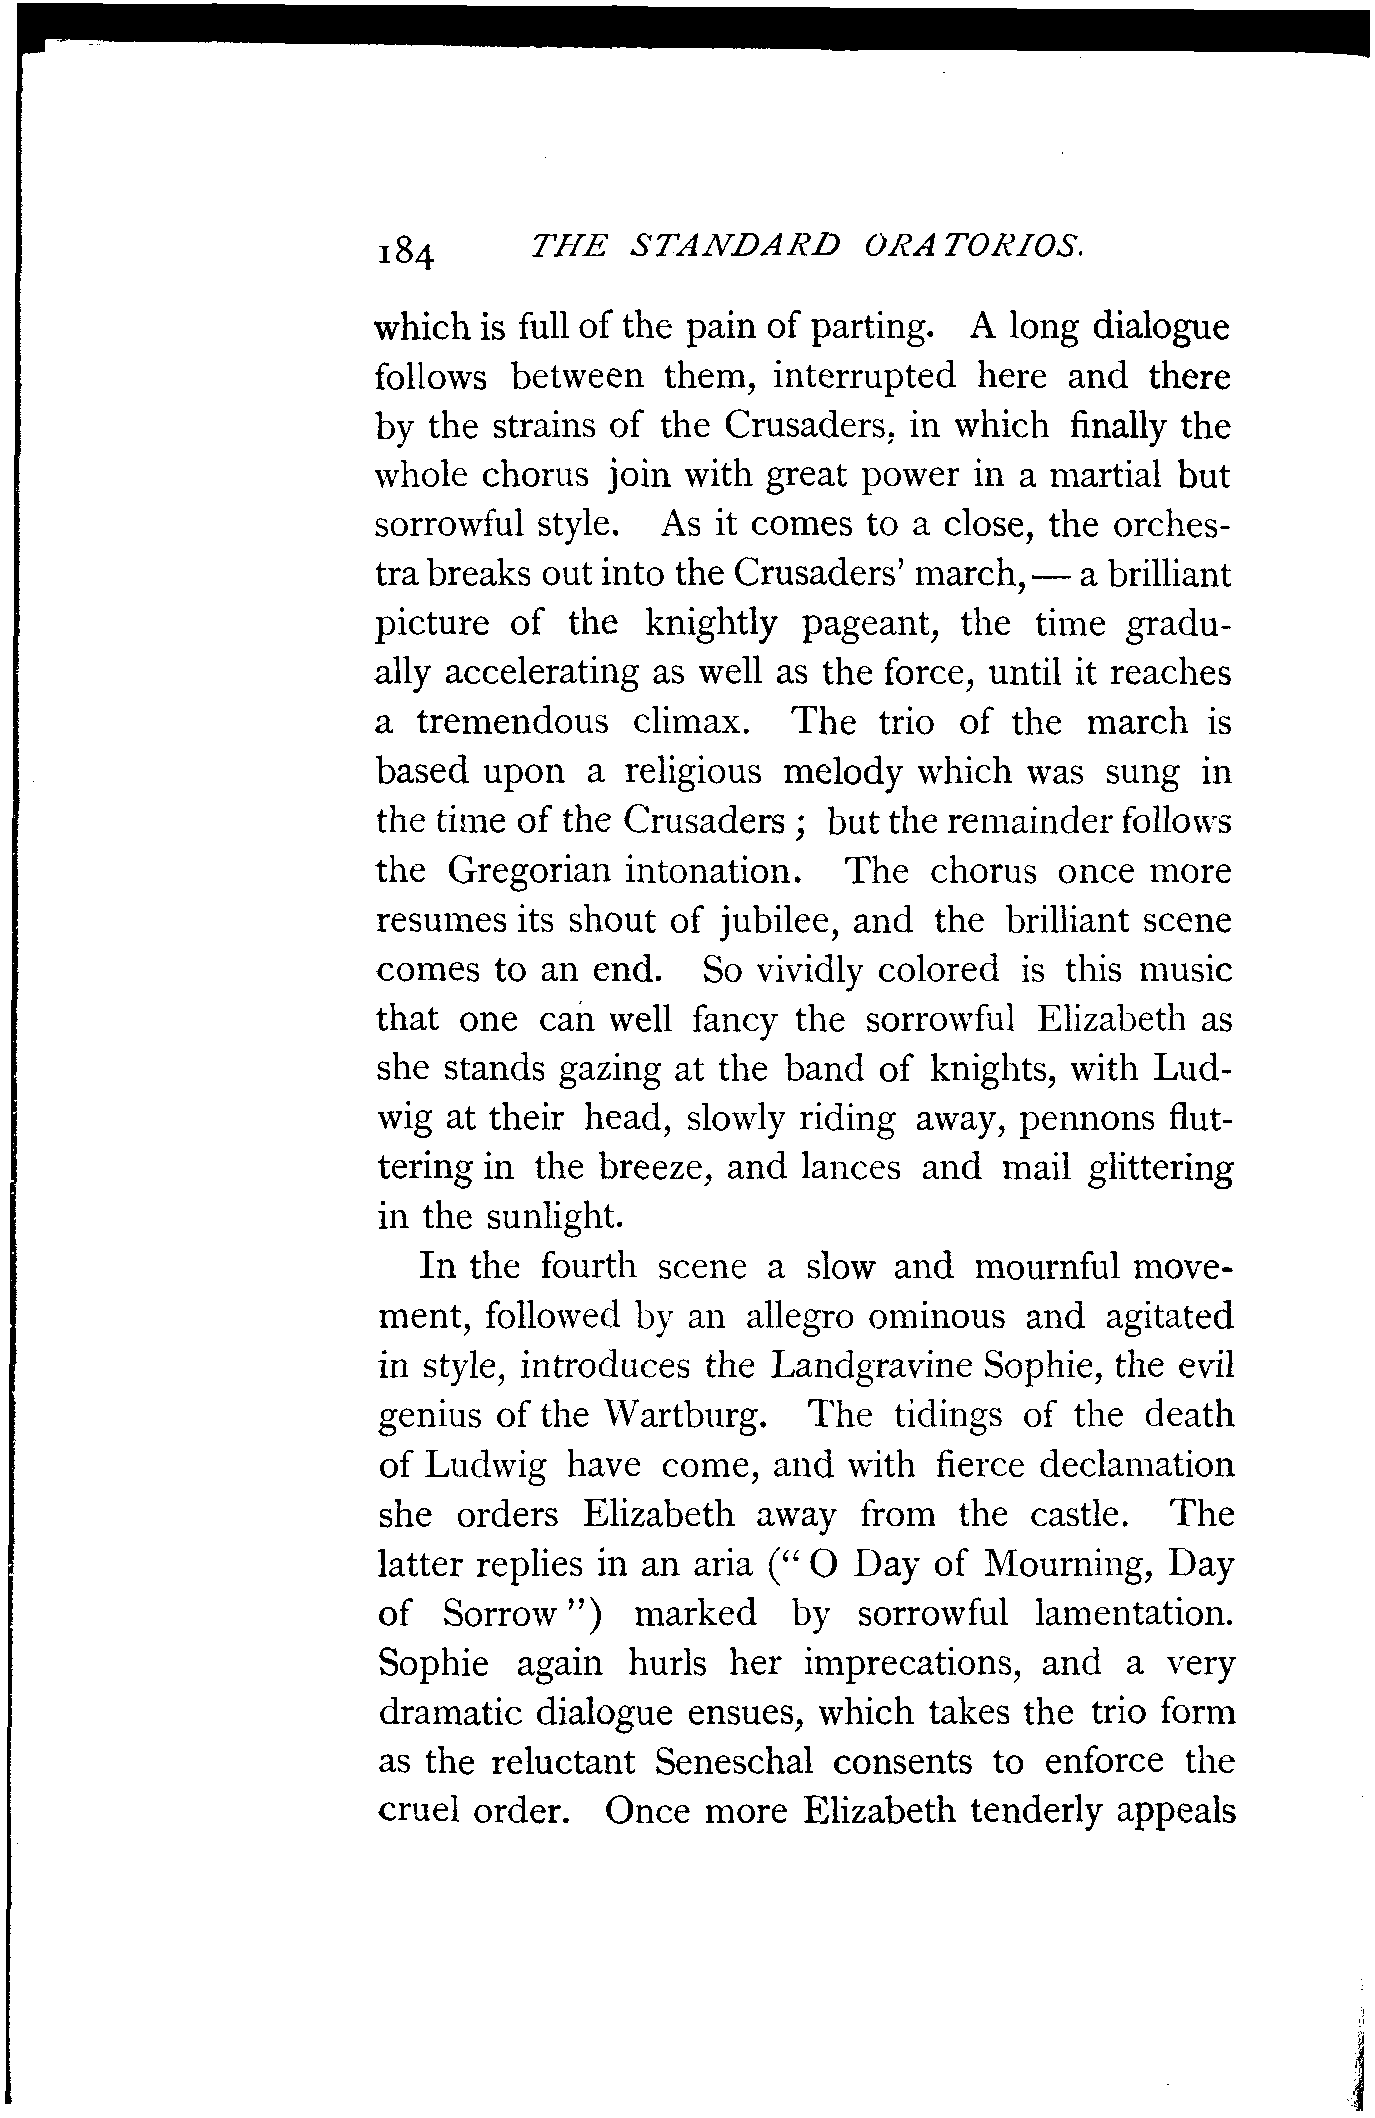 184 THE STANDARD ORATORIOS.
which is full of the pain of parting. A long dialogue
follows between them, interrupted here and there
by the strains of the Crusaders, in which finally the
whole chorus join with great power in a martial but
sorrowful style. As it comes to a close, the orches-
tra breaks out into the Crusaders' march,— a brilliant
picture of the knightly pageant, the time gradu-
ally accelerating as well as the force, until it reaches
a tremendous climax. The trio of the march is
based upon a religious melody which was sung in
the time of the Crusaders ; but the remainder follows
the Gregorian intonation. The chorus once more
resumes its shout of jubilee, and the brilliant scene
comes to an end. So vividly colored is this music
that one can well fancy the sorrowful Elizabeth as
she stands gazing at the band of knights, with Lud-
wig at their head, slowly riding away, pennons flut-
tering in the breeze, and lances and mail glittering
in the sunlight.
In the fourth scene a slow and mournful move-
ment, followed by an allegro ominous and agitated
in style, introduces the Landgravine Sophie, the evil
genius of the Wartburg. The tidings of the death
of Ludwig have come, and with fierce declamation
she orders Elizabeth away from the castle. The
latter replies in an aria (“ O Day of Mourning, Day
of Sorrow ”) marked by sorrowful lamentation.
Sophie again hurls her imprecations, and a very
dramatic dialogue ensues, which takes the trio form
as the reluctant Seneschal consents to enforce the
cruel order. Once more Elizabeth tenderly appeals